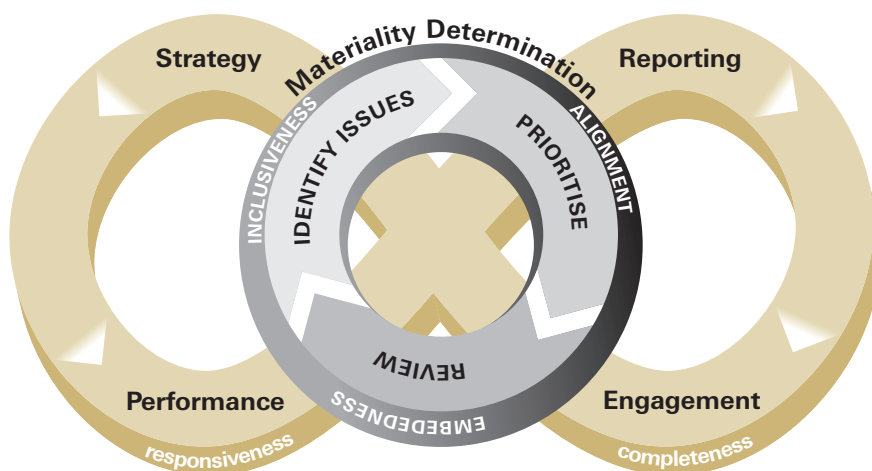 Materiality Determination
Strategy
Reporting
INCLUSIVENESS
IDENTIFY ISSUES
PRIORITISE
ALIGNMENT
REVIEW
EMBEDEDNESS
Performance
Engagement
responsiveness
completeness